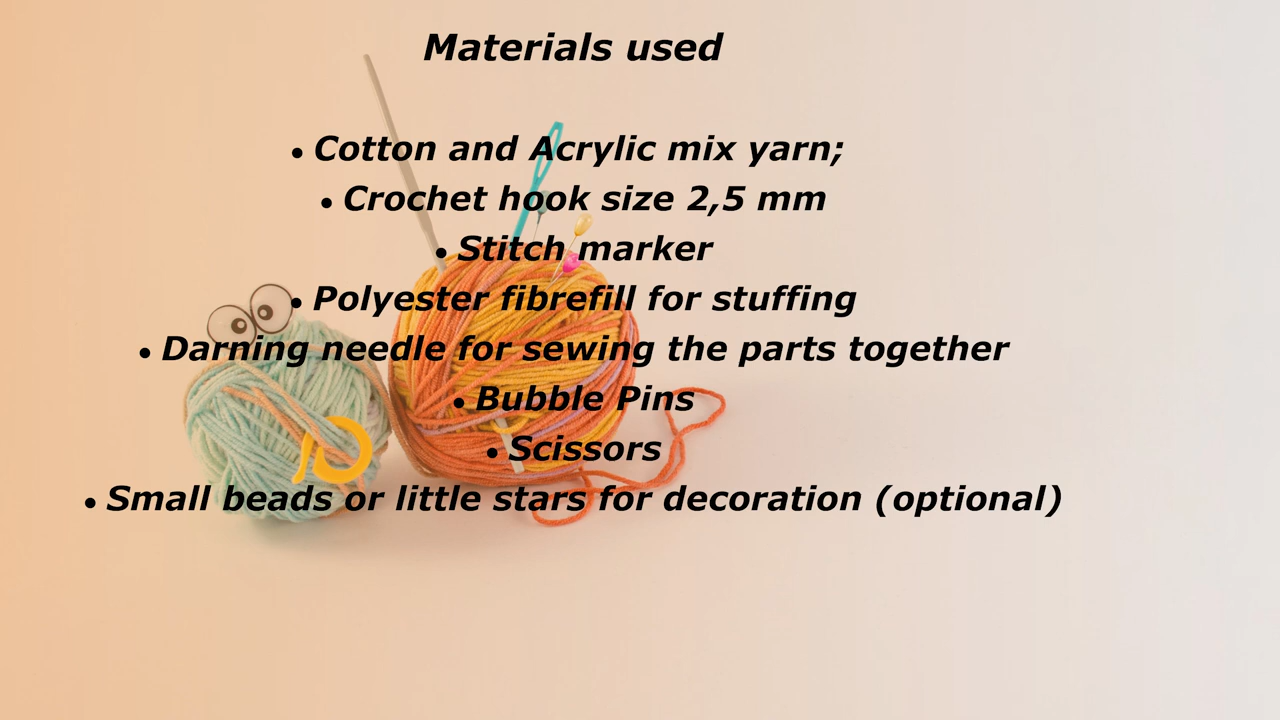 Materials used
• Cotton and Acrylic mix yarn;
• Crochet hook size 2,5 mm
• Stitch marker
• Polyester fibrefill for stuffing
• Darning needle for sewing the parts together
• Bubble Pins
• Scissors
• Small beads or little stars for decoration (optional)